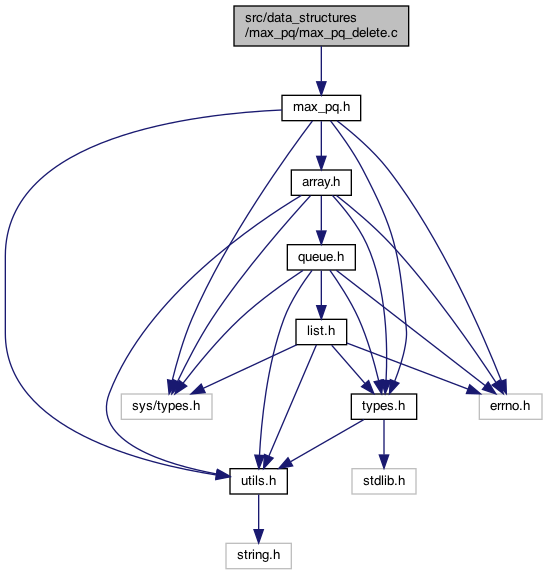 src/data_structures
/max_pq/max_pq_delete.c
max_pq.h
array.h
queue.h
list.h
sys/types.h
types.h
errno.h
utils.h
stdlib.h
string.h